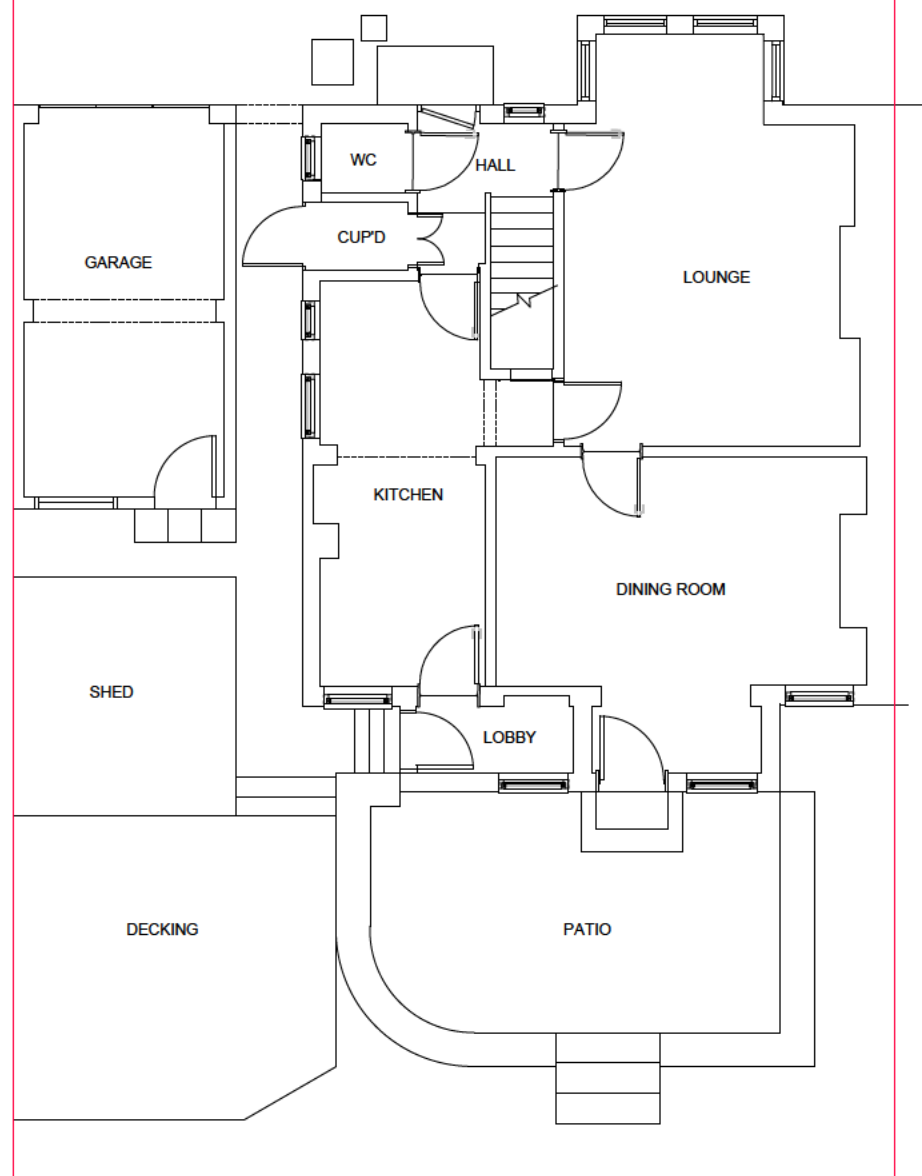 WC
HALL
CUP'D
GARAGE
LOUNGE
KITCHEN
DINING ROOM
SHED
LOBBY
DECKING
PATIO